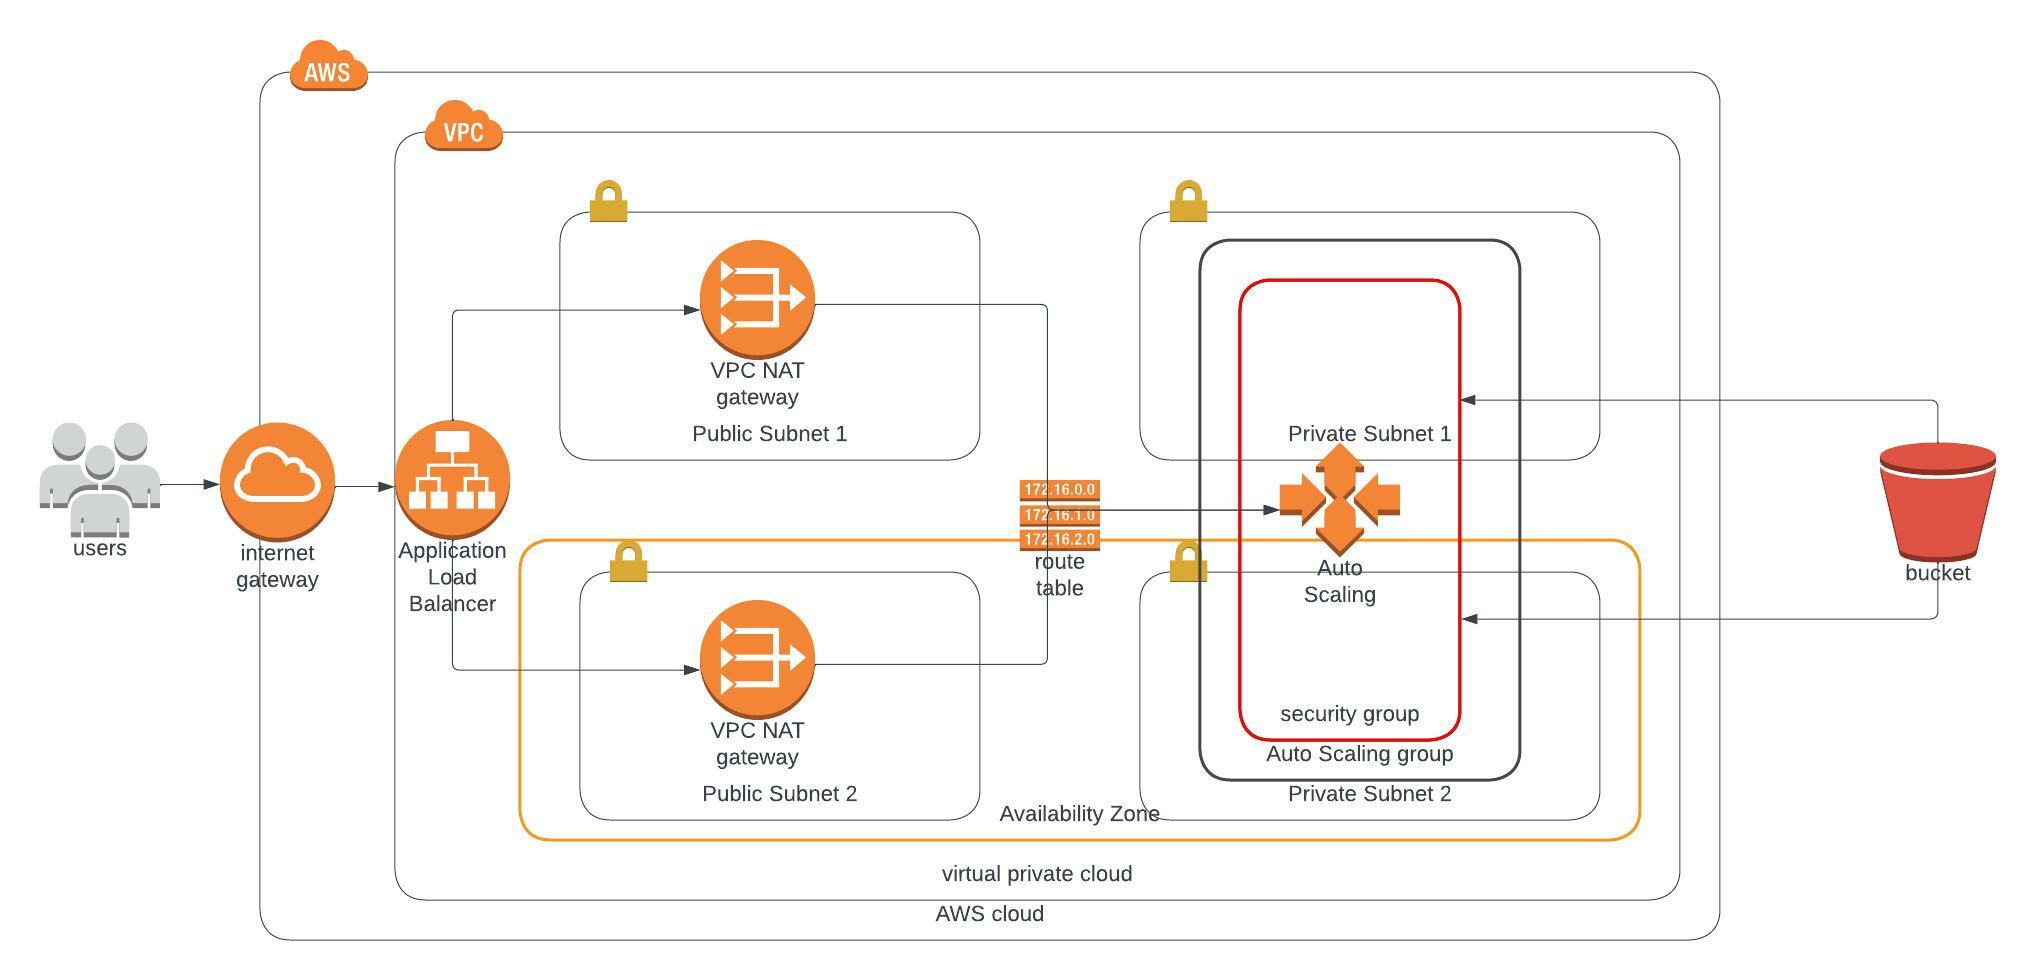 AWS
VPC
VPC NAT
gateway
Public Subnet 1
Private Subnet 1
172.16.0.0
172.16.1.0
172.16.2.0
route
table
users
internet
gateway
Application
Load
Balancer
Auto
Scaling
bucket
VPC NAT
gateway
Public Subnet 2
security group
Auto Scaling group
Private Subnet 2
Availability Zone
virtual private cloud
AWS cloud